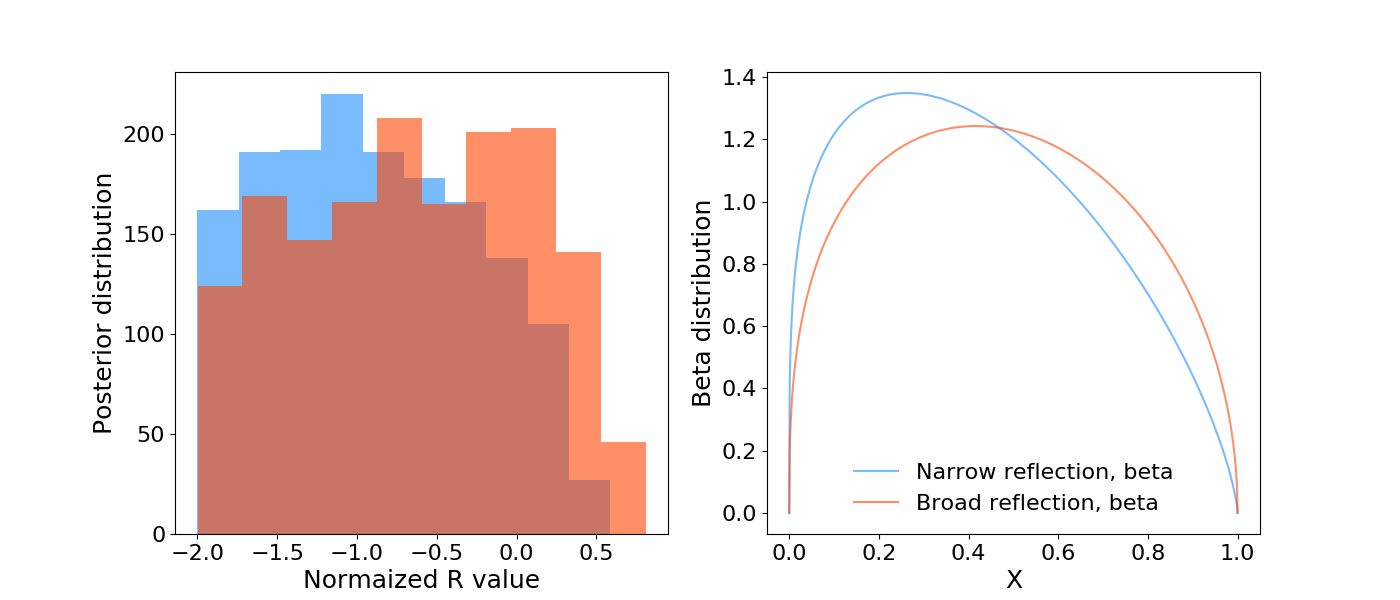 Posterior distribution
200
150
100
50
0
−2.0 −1.5 −1.0 −0.5 0.0 0.5
Normaized R value
Beta distribution
1.4
1.2
1.0
0.8
0.6
0.4
0.2
0.0
Narrow reflection, beta
Broad reflection, beta
0.0 0.2 0.4 0.6 0.8 1.0
X